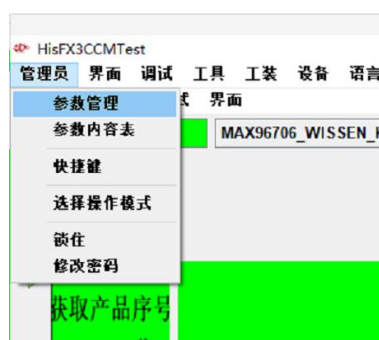 HisFX3CCMTest
管理员 界面 调试 工具 工装 设备 语言
参数管理 界面
参数内容表 MAX96706_WISSEN_
快捷键
选择操作模式
锁住
修改密码
获取产品序号